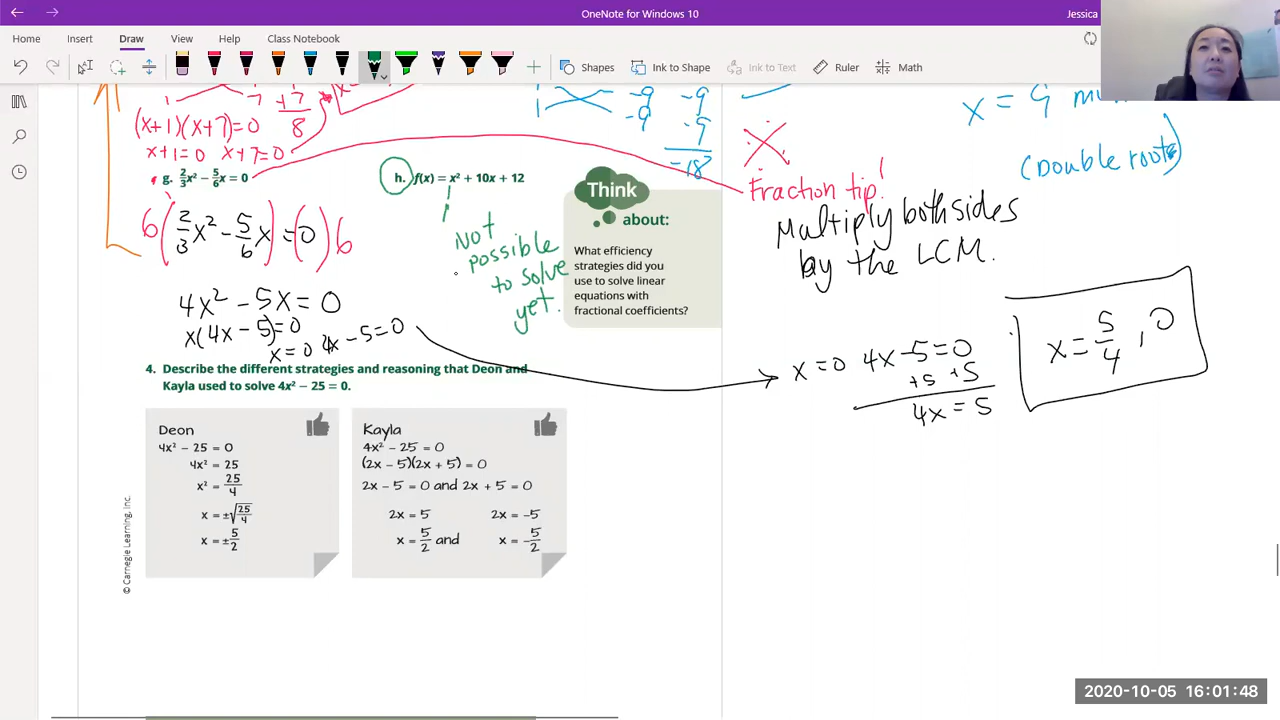 OneNote for Windows 10
Jessica
Home Insert Draw View Help Class Notebook
Shapes Ink to Shape Ink to Text Ruler Math
+7
8
(x+1)(x+7)=0
x+1=0 x+7=0
-9 -9
-9 -9
-18
x = 9
(Double roots)
g. 2/3x² − 5/6x = 0
h. f(x) = x² + 10x + 12
6(2/3x² − 5/6x) = (0)6
4x² − 5x = 0
x(4x − 5) = 0
x = 0 4x − 5 = 0
Not
possible
to solve
yet.
Think
about:
What efficiency
strategies did you
use to solve linear
equations with
fractional coefficients?
Fraction tip!
Multiply both sides
by the LCM.
x = 0 4x − 5 = 0
+5 +5
4x = 5
x = 5/4, 0
4. Describe the different strategies and reasoning that Deon and
Kayla used to solve 4x² − 25 = 0.
Deon
4x² − 25 = 0
4x² = 25
x² = 25/4
x = ±√25/4
x = ±5/2
Kayla
4x² − 25 = 0
(2x − 5)(2x + 5) = 0
2x − 5 = 0 and 2x + 5 = 0
2x = 5 2x = −5
x = 5/2 and x = −5/2
© Carnegie Learning, Inc.
2020-10-05 16:01:48